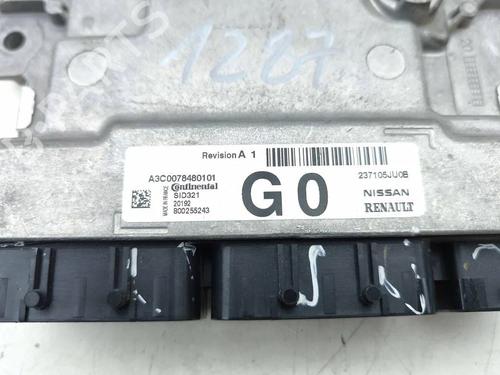 1287
Revision A 1
A3C0078480101
Continental
SID321
20192
800255243
MADE IN FRANCE
G0
237105JU0B
NISSAN
RENAULT